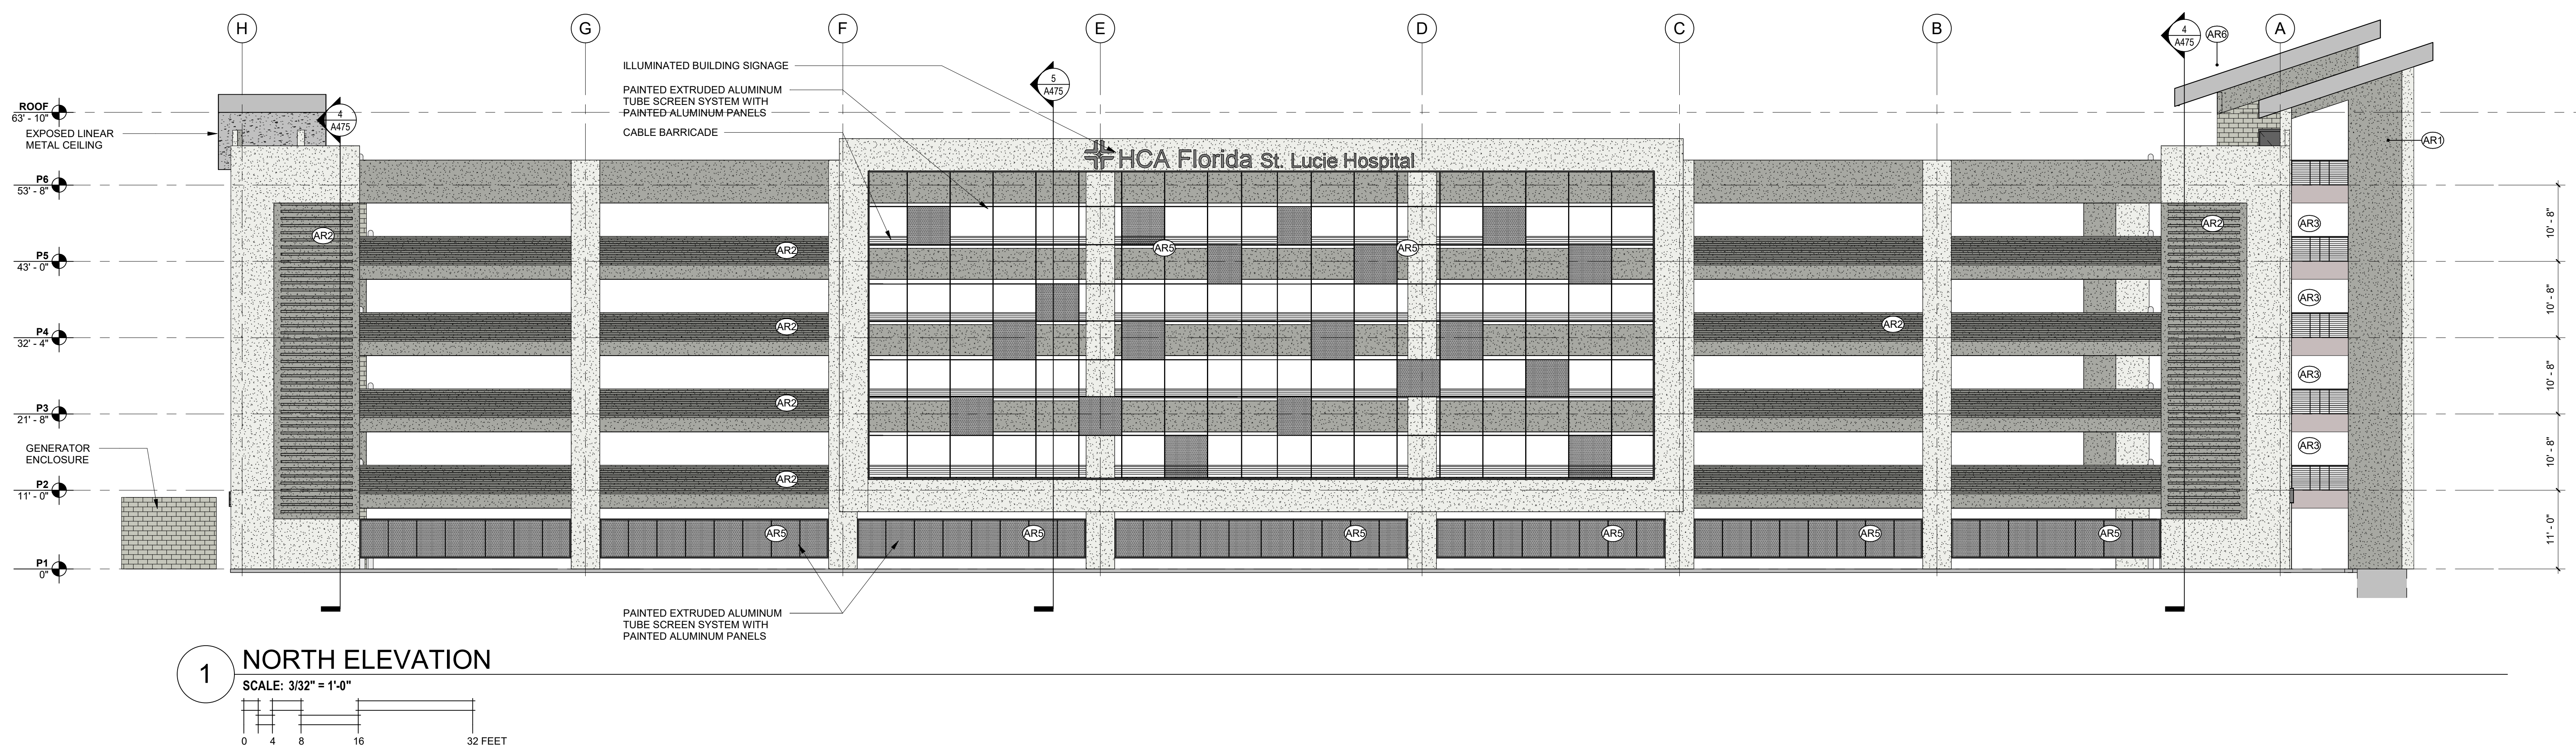 H
G
F
E
D
C
B
A
4
A475
AR6
ILLUMINATED BUILDING SIGNAGE
5
A475
PAINTED EXTRUDED ALUMINUM
TUBE SCREEN SYSTEM WITH
PAINTED ALUMINUM PANELS
ROOF
63' - 10"
4
A475
CABLE BARRICADE
EXPOSED LINEAR
METAL CEILING
AR1
HCA Florida St. Lucie Hospital
P6
53' - 8"
AR2
AR2
AR5
AR5
AR2
AR3
10' - 8"
P5
43' - 0"
AR3
10' - 8"
P4
32' - 4"
AR2
AR2
AR3
10' - 8"
P3
21' - 8"
AR2
AR3
10' - 8"
GENERATOR
ENCLOSURE
P2
11' - 0"
AR2
AR5
AR5
AR5
AR5
AR5
AR5
11' - 0"
P1
0"
PAINTED EXTRUDED ALUMINUM
TUBE SCREEN SYSTEM WITH
PAINTED ALUMINUM PANELS
1
NORTH ELEVATION
SCALE: 3/32" = 1'-0"
0 4 8 16 32 FEET